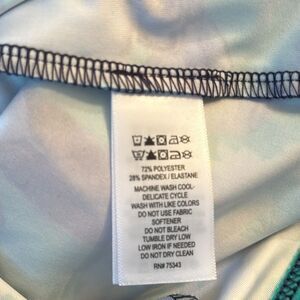 72% POLYESTER
28% SPANDEX / ELASTANE
MACHINE WASH COOL-
DELICATE CYCLE
WASH WITH LIKE COLORS
DO NOT USE FABRIC
SOFTENER
DO NOT BLEACH
TUMBLE DRY LOW
LOW IRON IF NEEDED
DO NOT DRY CLEAN
RN# 75343